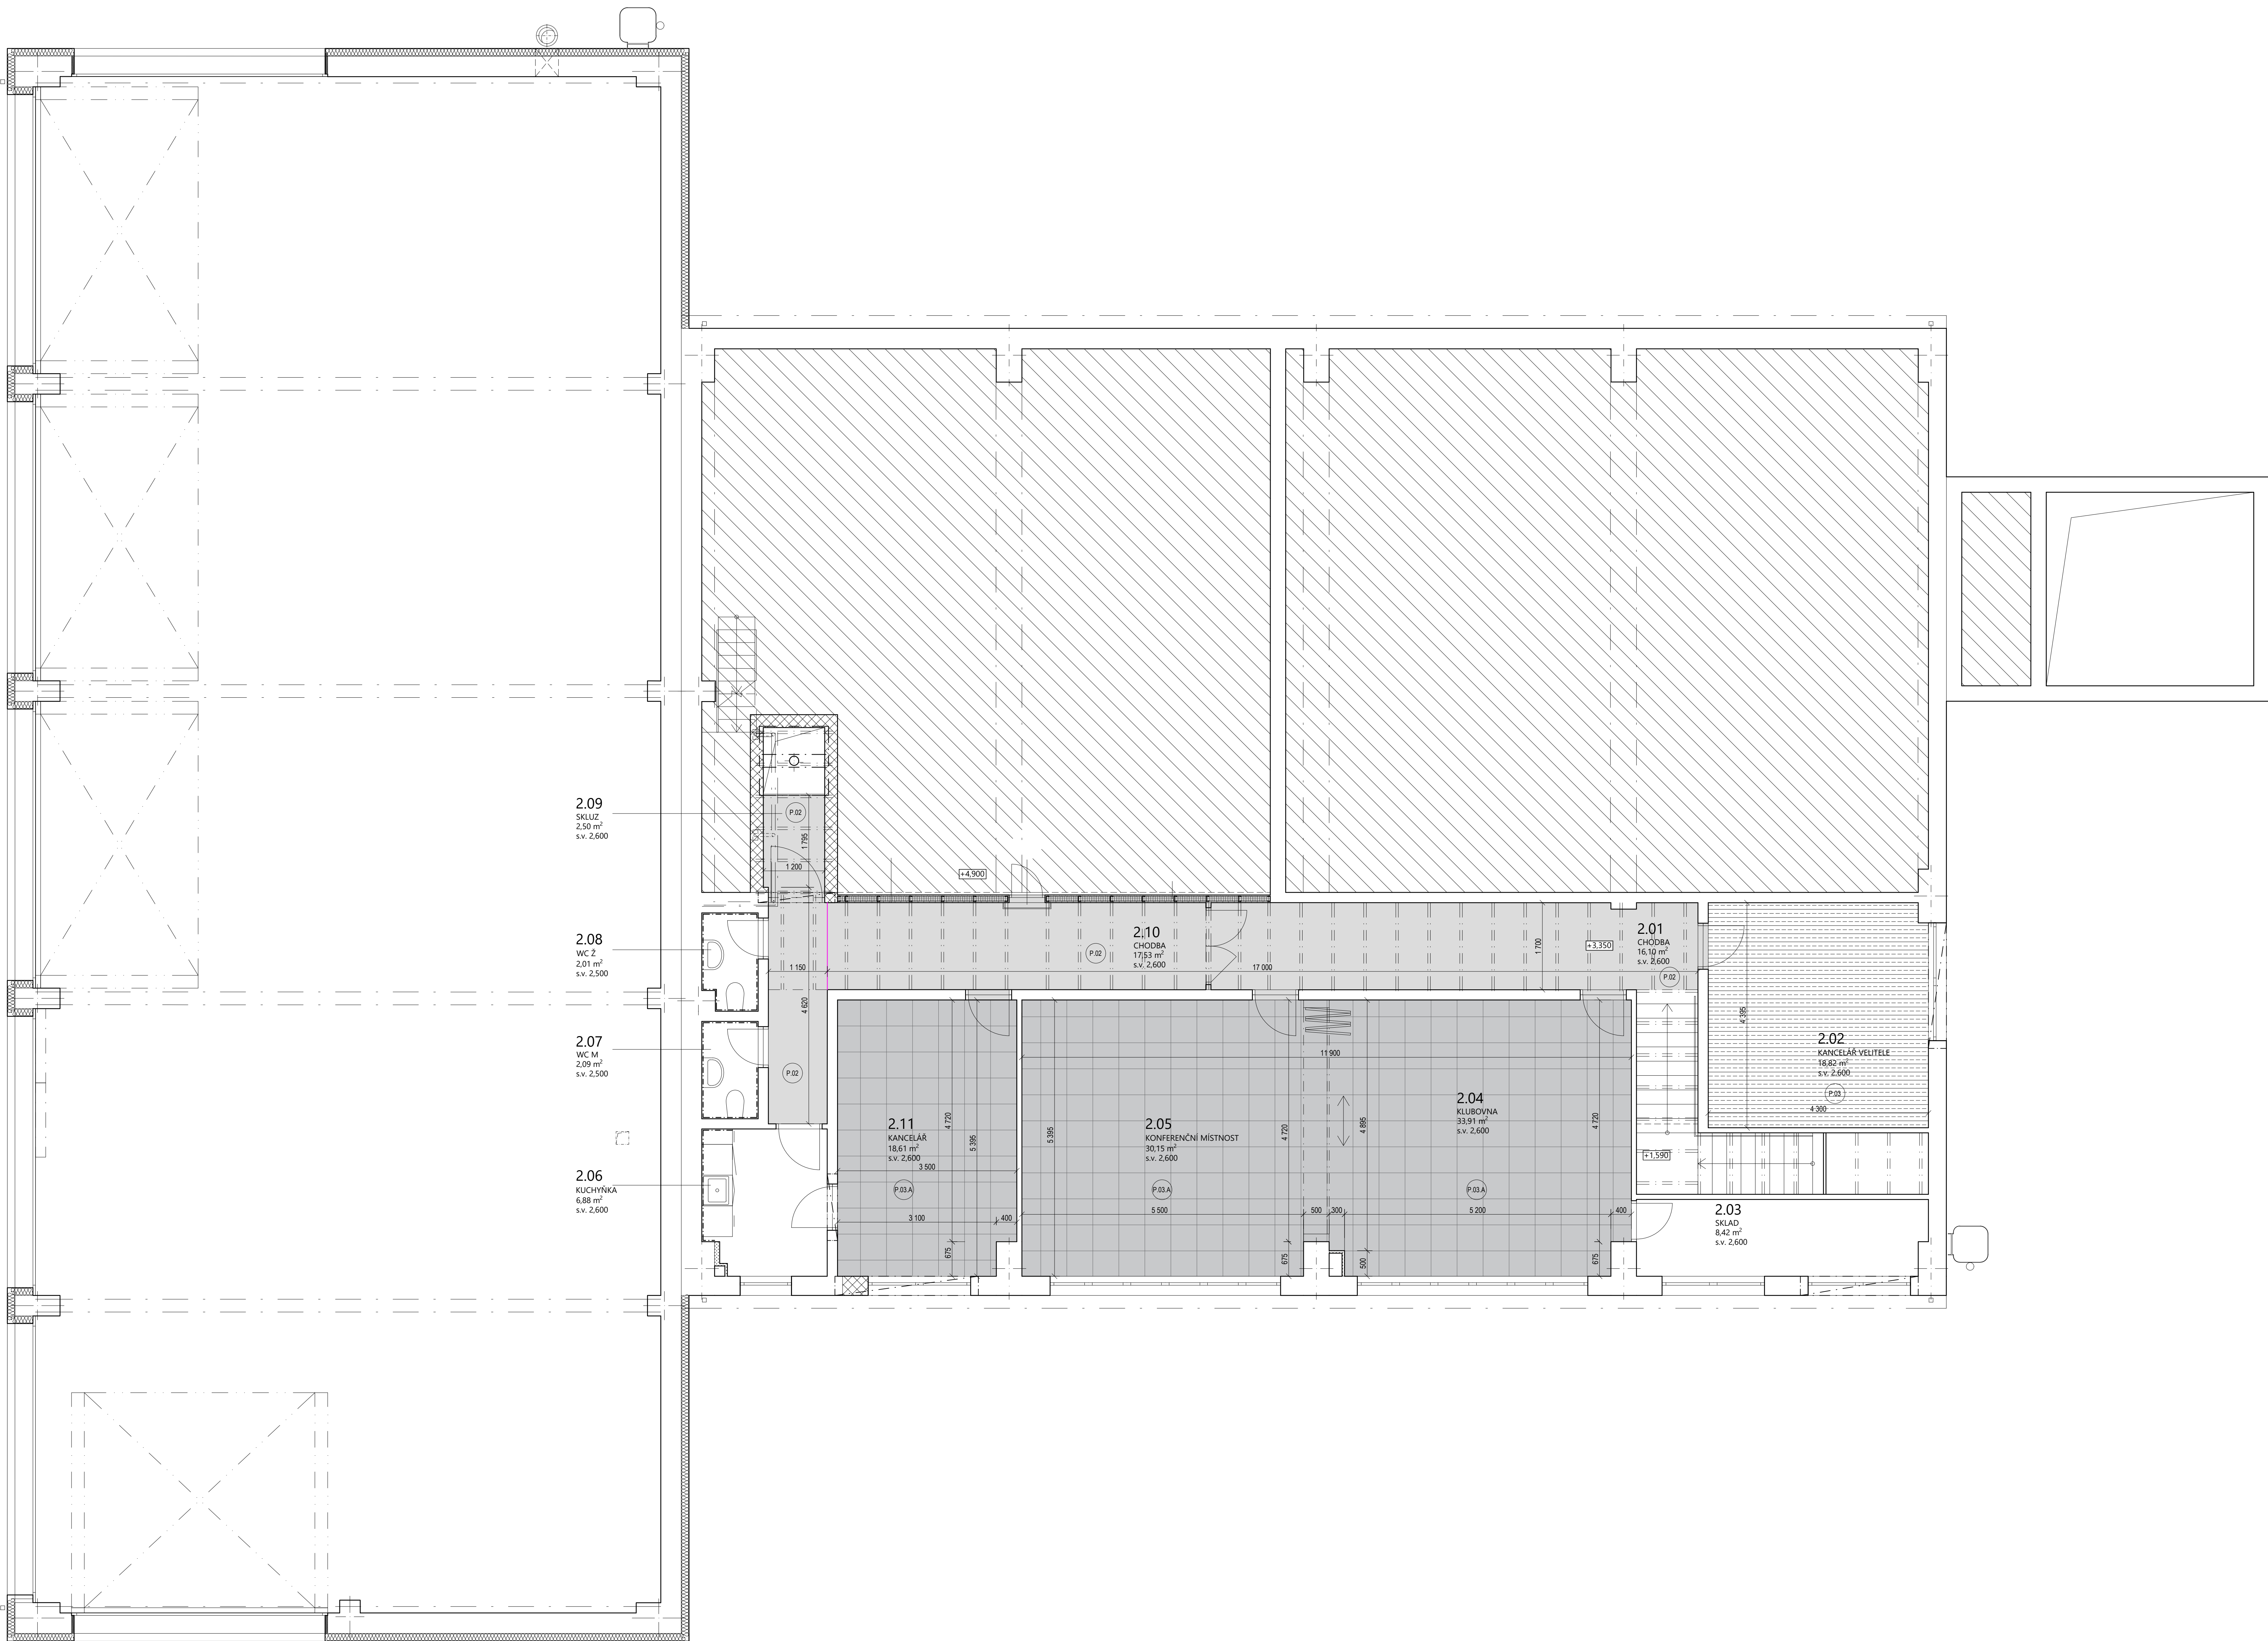 2.09
SKLUZ
2,50 m²
s.v. 2,600
P.02
1 795
1 200
+4,900
2.08
WC Ž
2,01 m²
s.v. 2,500
1 150
4 620
P.02
2.10
CHODBA
17,53 m²
s.v. 2,600
17 000
1 700
+3,350
2.01
CHODBA
16,10 m²
s.v. 2,600
P.02
2.07
WC M
2,09 m²
s.v. 2,500
P.02
4 395
2.02
KANCELÁŘ VELITELE
18,82 m²
s.v. 2,600
P.03
4 300
11 900
2.11
KANCELÁŘ
18,61 m²
s.v. 2,600
3 500
4 720
5 395
P.03.A
3 100
400
675
5 395
2.05
KONFERENČNÍ MÍSTNOST
30,15 m²
s.v. 2,600
P.03.A
5 500
4 720
675
500
300
4 895
500
2.04
KLUBOVNA
33,91 m²
s.v. 2,600
P.03.A
5 200
4 720
400
675
+1,590
2.06
KUCHYŇKA
6,88 m²
s.v. 2,600
2.03
SKLAD
8,42 m²
s.v. 2,600